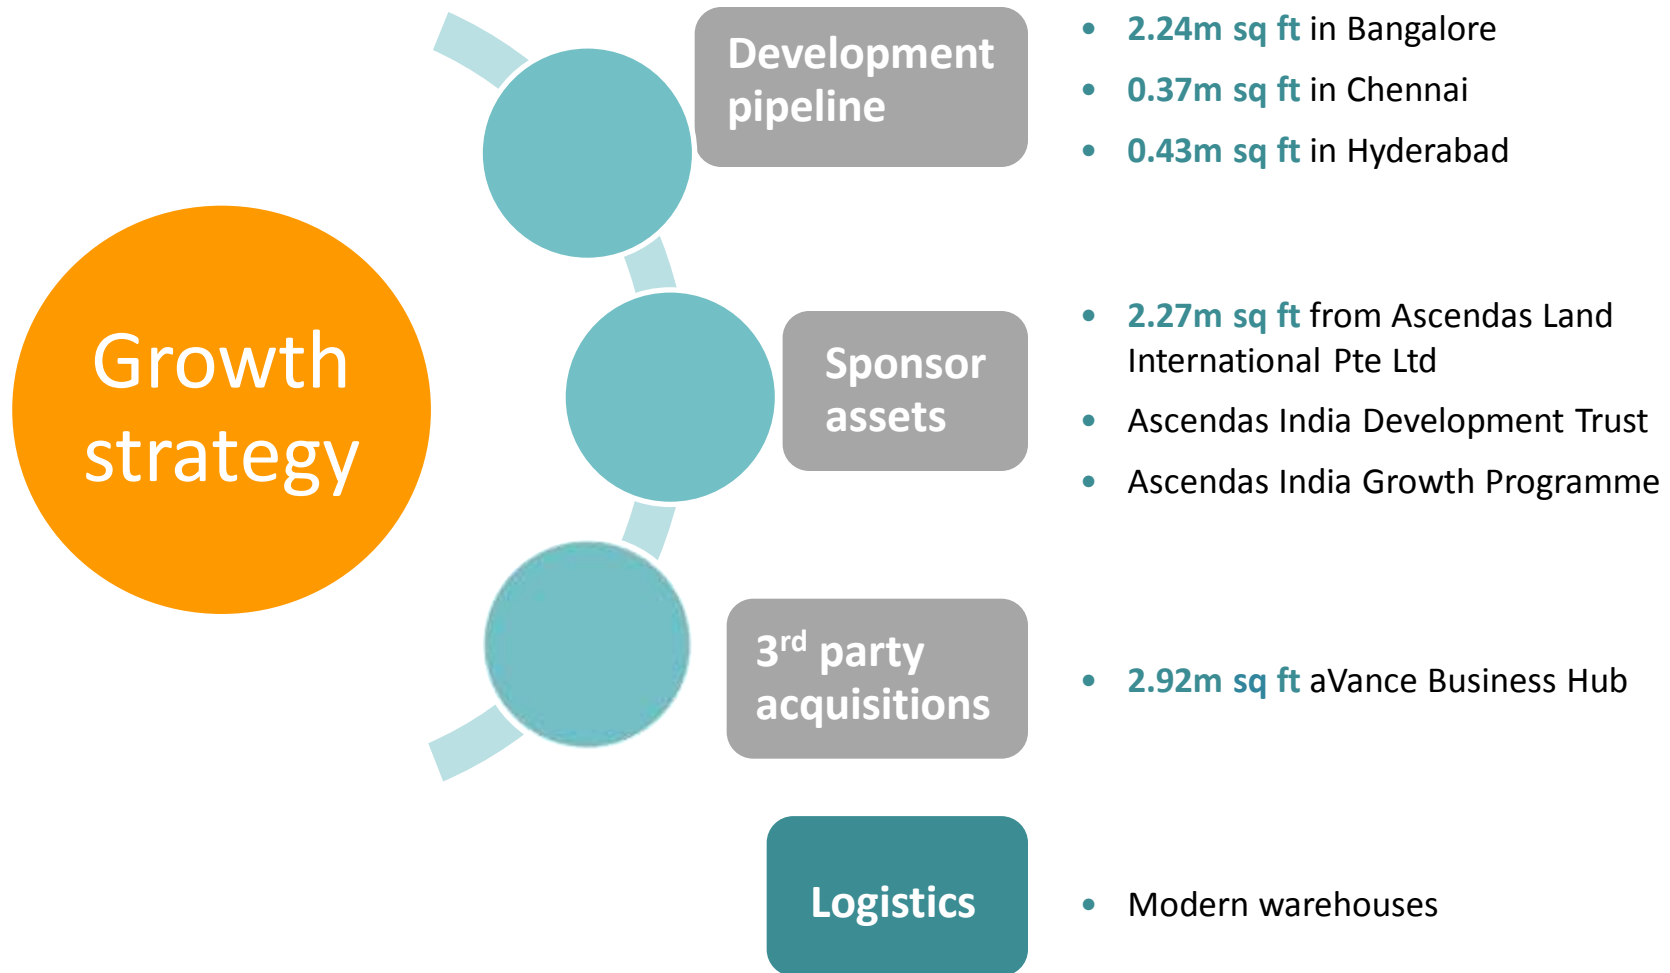 Growth
strategy
Development
pipeline
• 2.24m sq ft in Bangalore
• 0.37m sq ft in Chennai
• 0.43m sq ft in Hyderabad
Sponsor
assets
• 2.27m sq ft from Ascendas Land
International Pte Ltd
• Ascendas India Development Trust
• Ascendas India Growth Programme
3rd party
acquisitions
• 2.92m sq ft aVance Business Hub
Logistics
• Modern warehouses